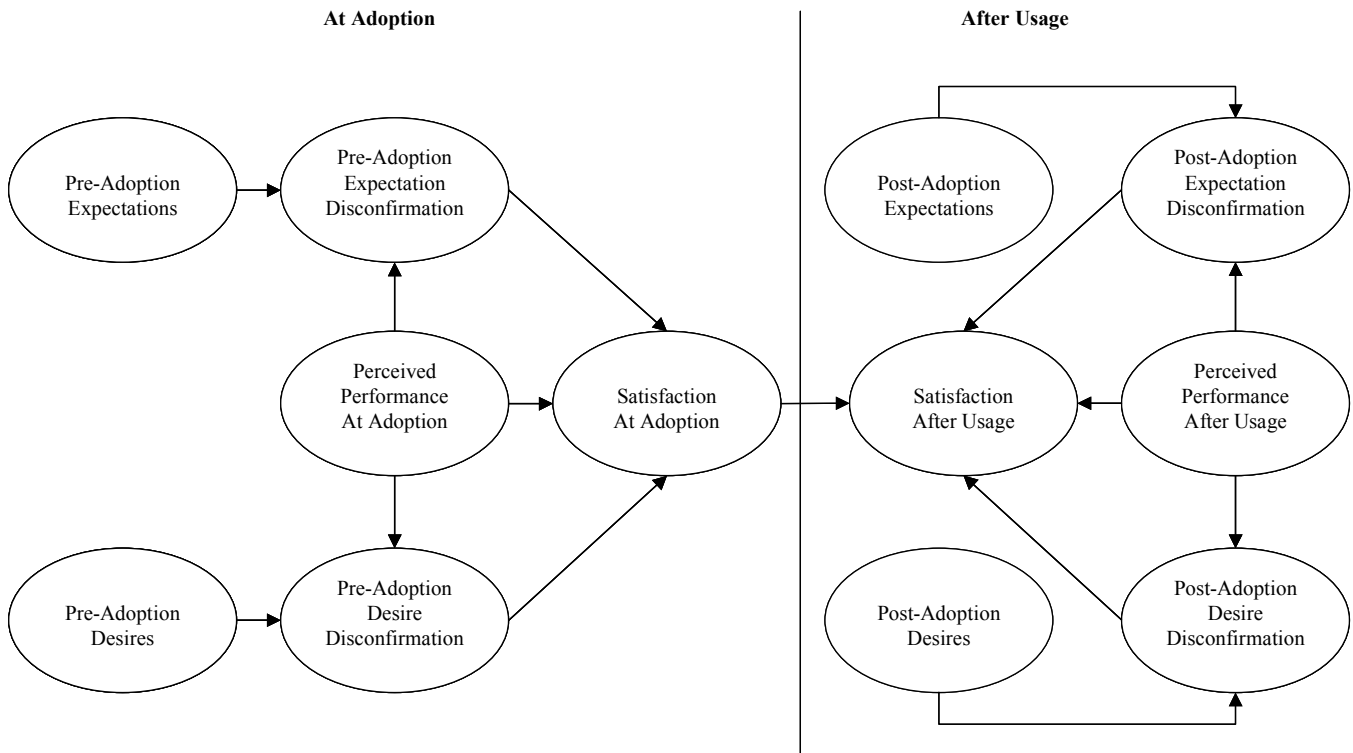 At Adoption
After Usage
Pre-Adoption
Expectations
Pre-Adoption
Expectation
Disconfirmation
Post-Adoption
Expectations
Post-Adoption
Expectation
Disconfirmation
Perceived
Performance
At Adoption
Satisfaction
At Adoption
Satisfaction
After Usage
Perceived
Performance
After Usage
Pre-Adoption
Desires
Pre-Adoption
Desire
Disconfirmation
Post-Adoption
Desires
Post-Adoption
Desire
Disconfirmation